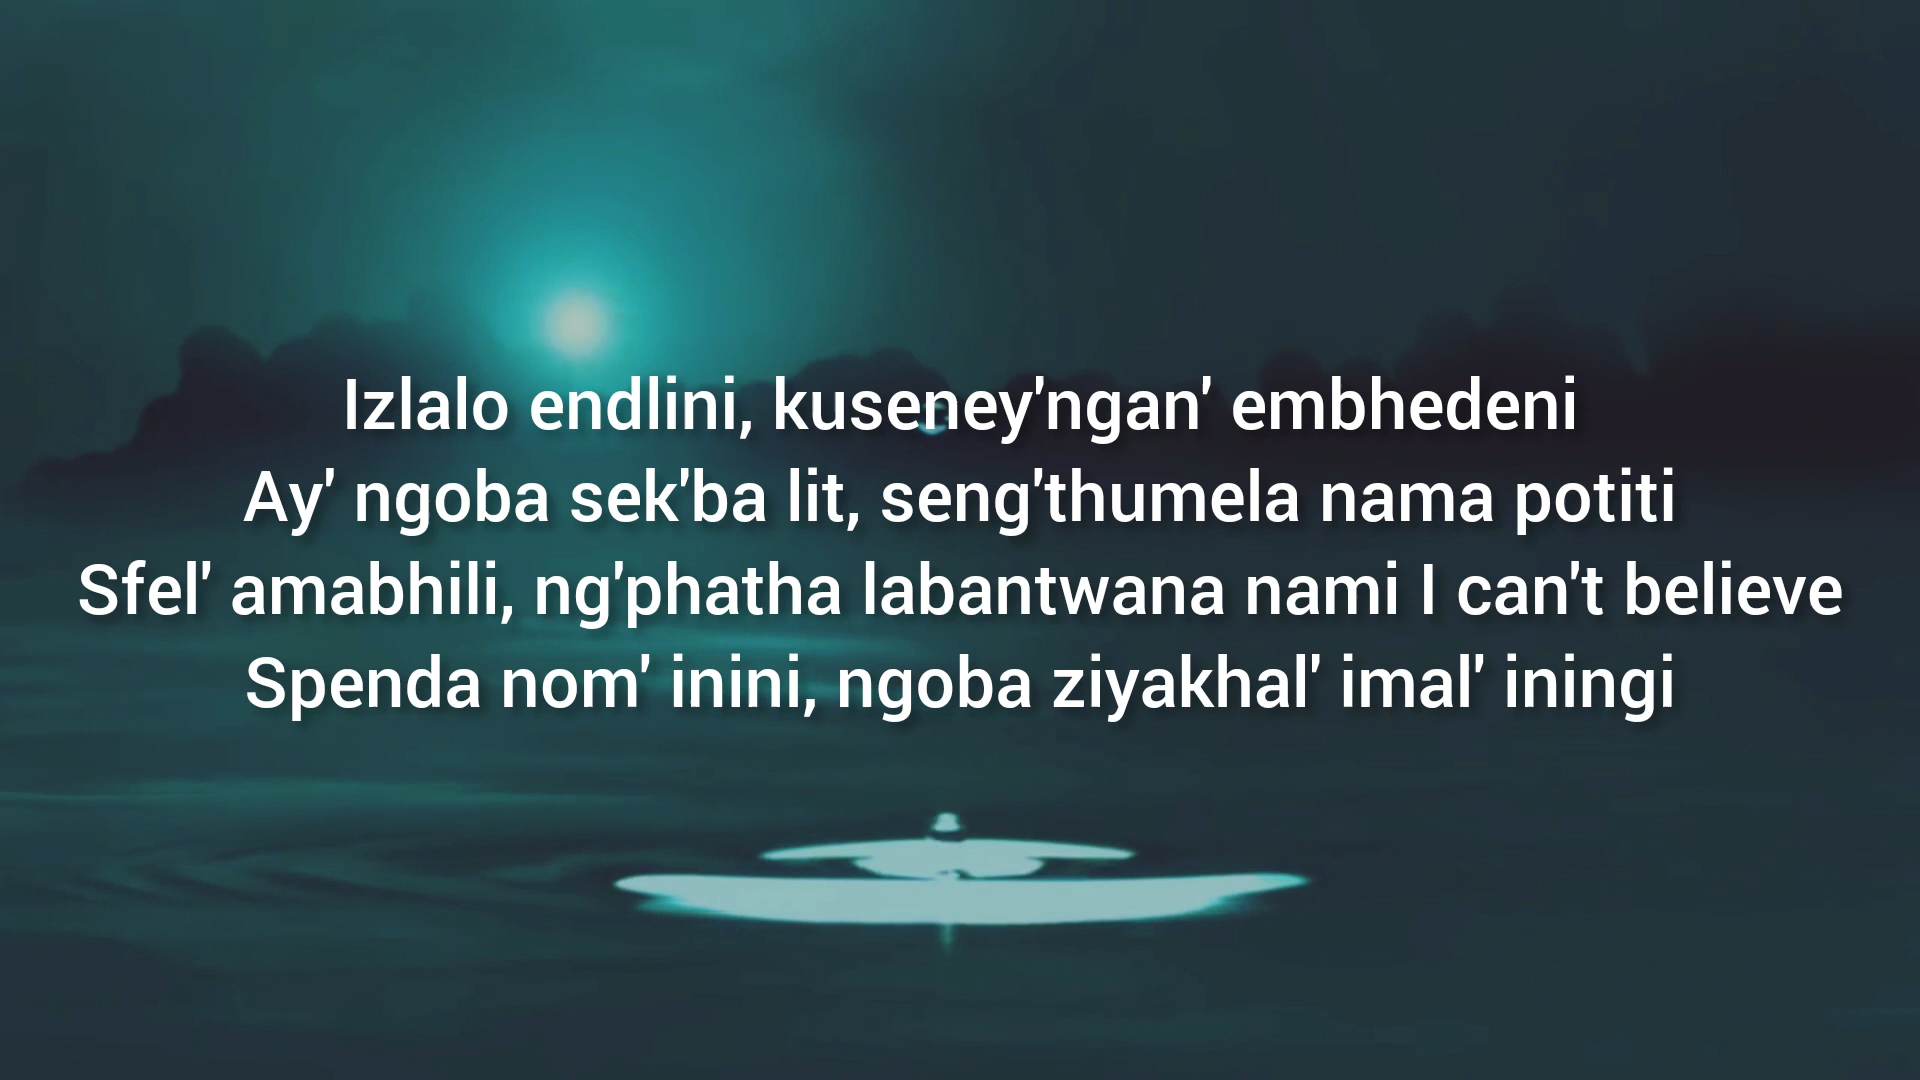 Izlalo endlini, kuseney'ngan' embhedeni
Ay' ngoba sek'ba lit, seng'thumela nama potiti
Sfel' amabhili, ng'phatha labantwana nami I can't believe
Spenda nom' inini, ngoba ziyakhal' imal' iningi